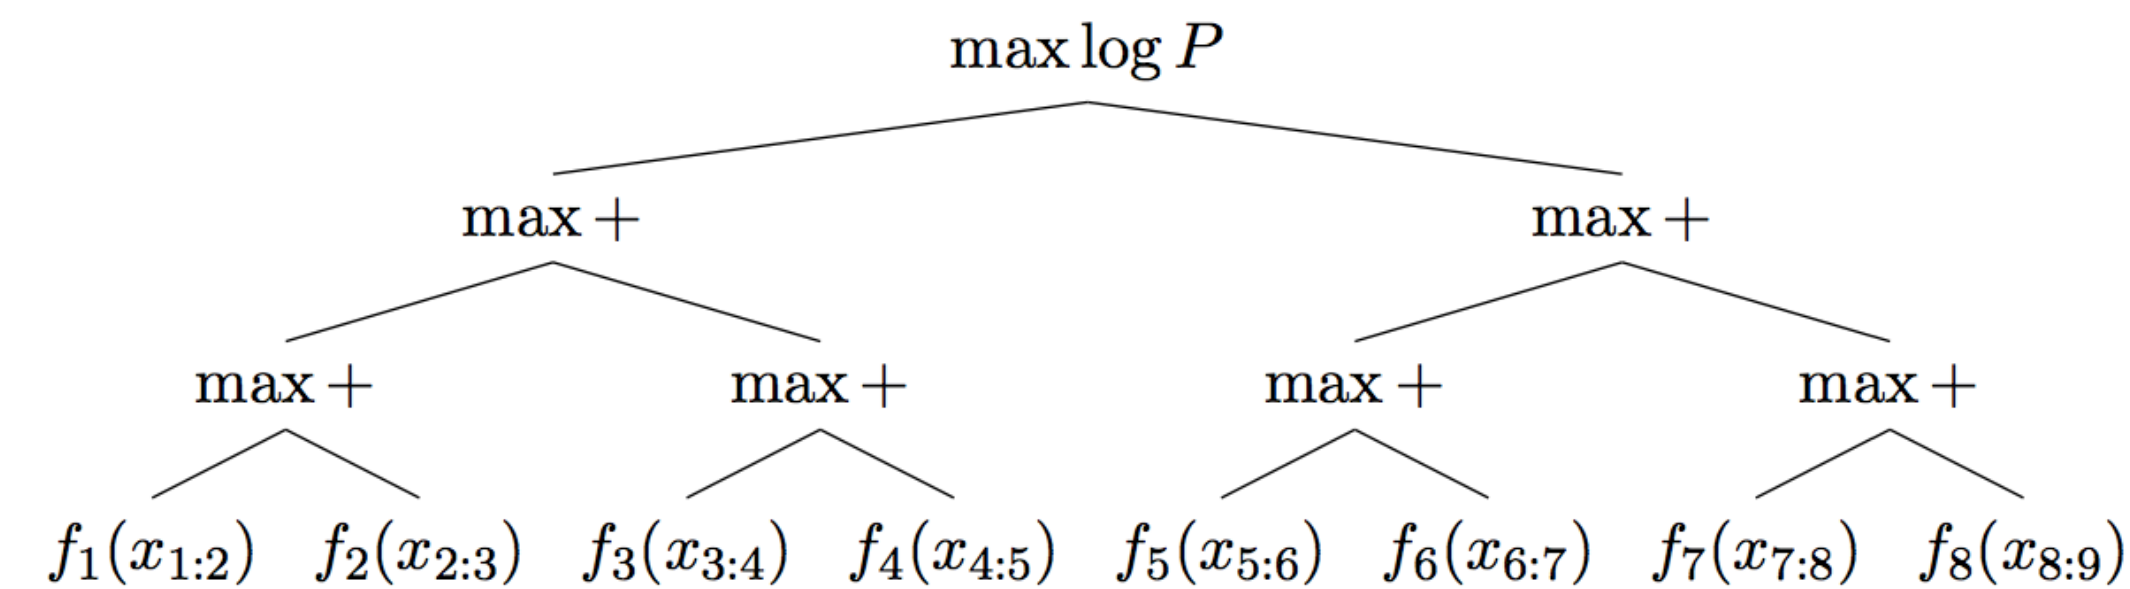 max log P
max + max +
max + max + max + max +
f₁(x₁:₂) f₂(x₂:₃) f₃(x₃:₄) f₄(x₄:₅) f₅(x₅:₆) f₆(x₆:₇) f₇(x₇:₈) f₈(x₈:₉)